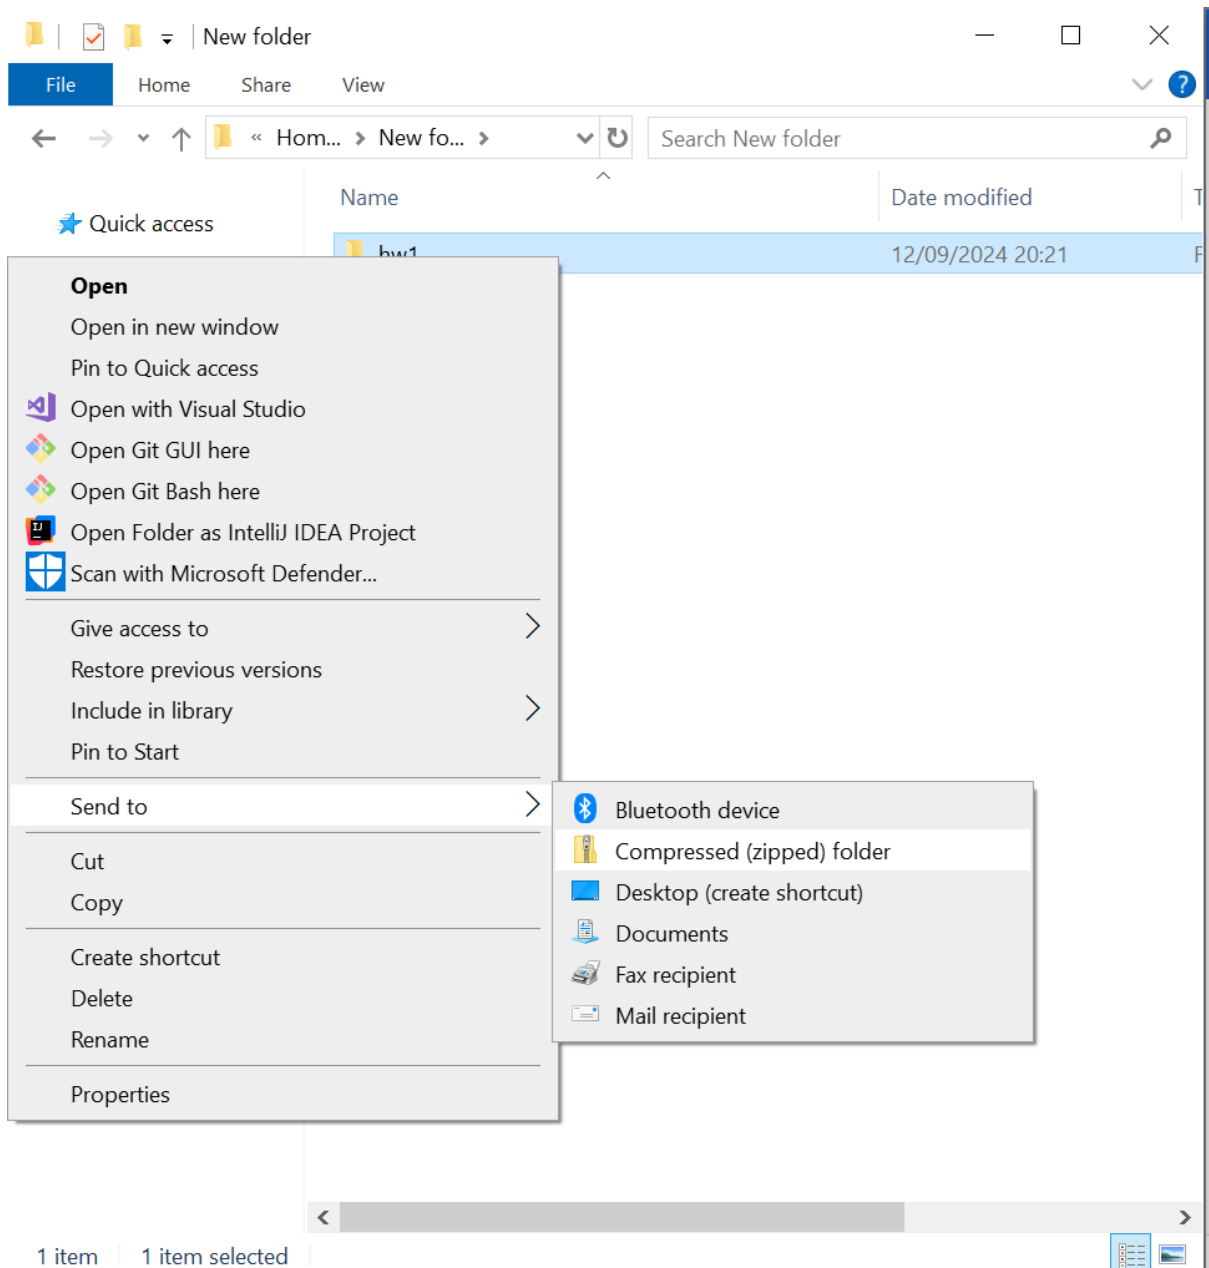 New folder
File Home Share View
?
« Hom... New fo...
Search New folder
Name Date modified
Quick access
hw1 12/09/2024 20:21
Open
Open in new window
Pin to Quick access
Open with Visual Studio
Open Git GUI here
Open Git Bash here
IJ Open Folder as IntelliJ IDEA Project
Scan with Microsoft Defender...
Give access to
Restore previous versions
Include in library
Pin to Start
Send to
Bluetooth device
Compressed (zipped) folder
Desktop (create shortcut)
Documents
Fax recipient
Mail recipient
Cut
Copy
Create shortcut
Delete
Rename
Properties
1 item 1 item selected